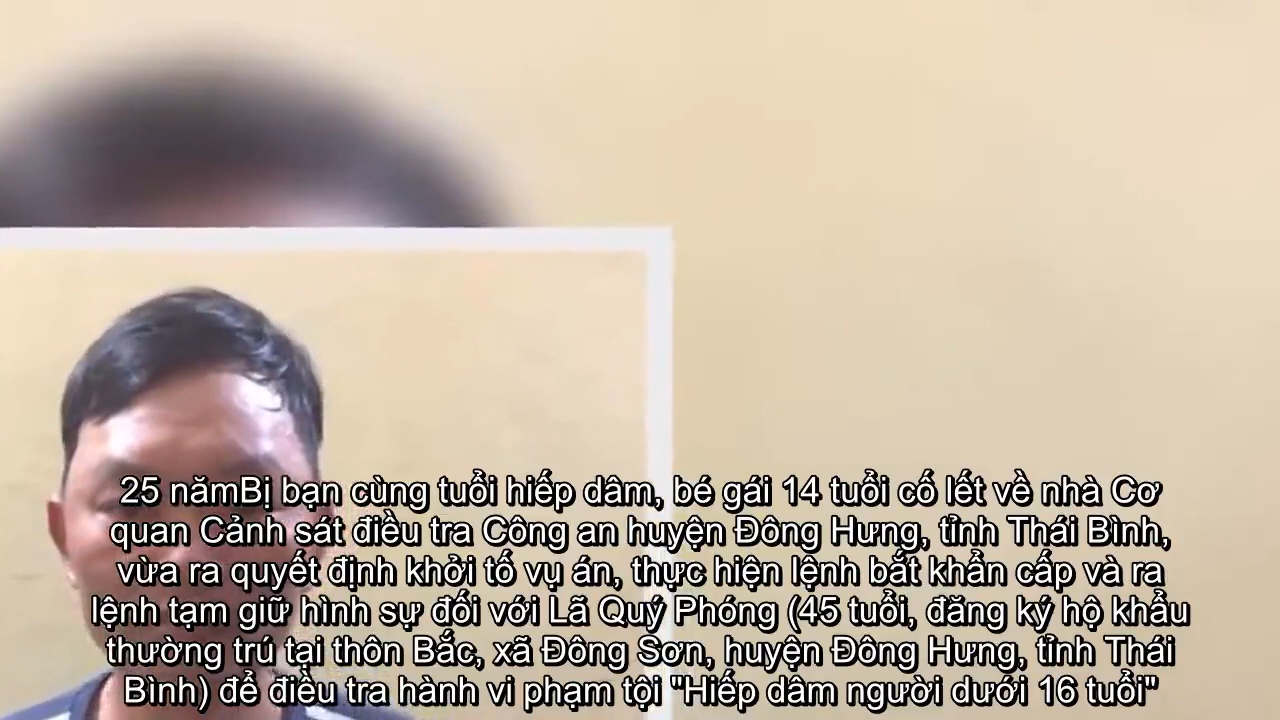 25 nămBị bạn cùng tuổi hiếp dâm, bé gái 14 tuổi cố lết về nhà Cơ
quan Cảnh sát điều tra Công an huyện Đông Hưng, tỉnh Thái Bình,
vừa ra quyết định khởi tố vụ án, thực hiện lệnh bắt khẩn cấp và ra
lệnh tạm giữ hình sự đối với Lã Quý Phóng (45 tuổi, đăng ký hộ khẩu
thường trú tại thôn Bắc, xã Đông Sơn, huyện Đông Hưng, tỉnh Thái
Bình) để điều tra hành vi phạm tội "Hiếp dâm người dưới 16 tuổi"